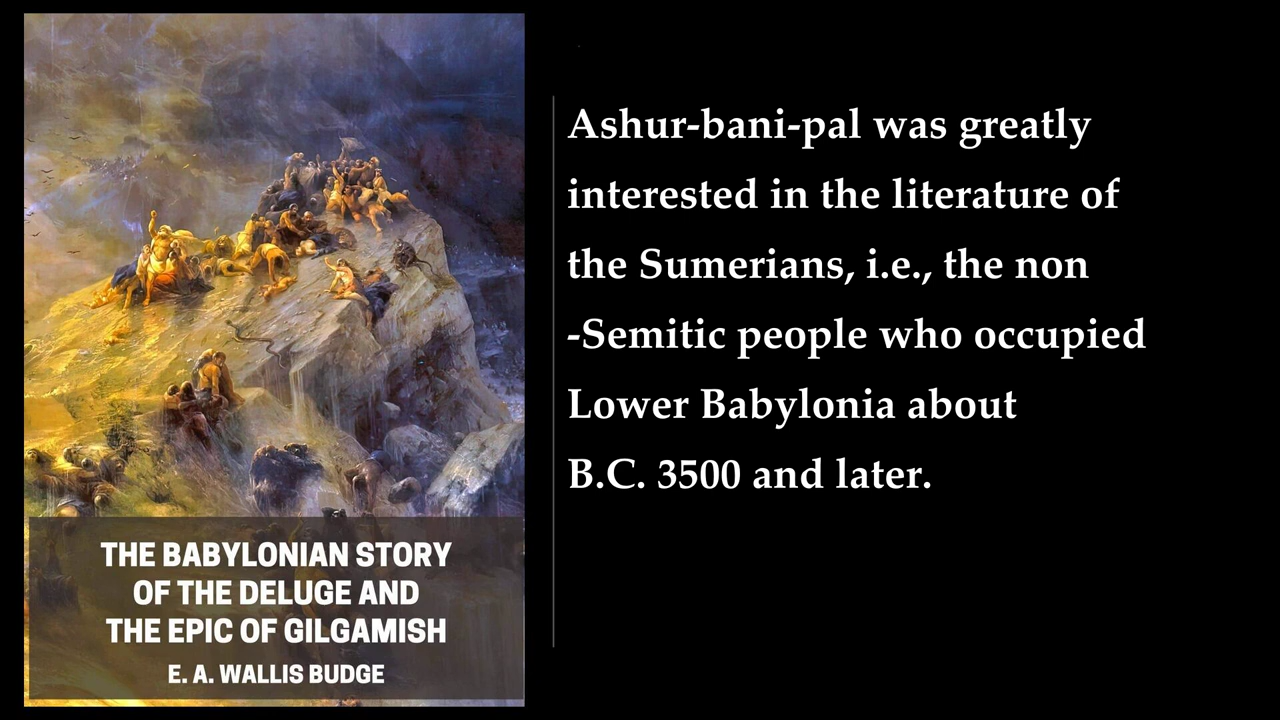 THE BABYLONIAN STORY
OF THE DELUGE AND
THE EPIC OF GILGAMISH
E. A. WALLIS BUDGE
Ashur-bani-pal was greatly
interested in the literature of
the Sumerians, i.e., the non
-Semitic people who occupied
Lower Babylonia about
B.C. 3500 and later.